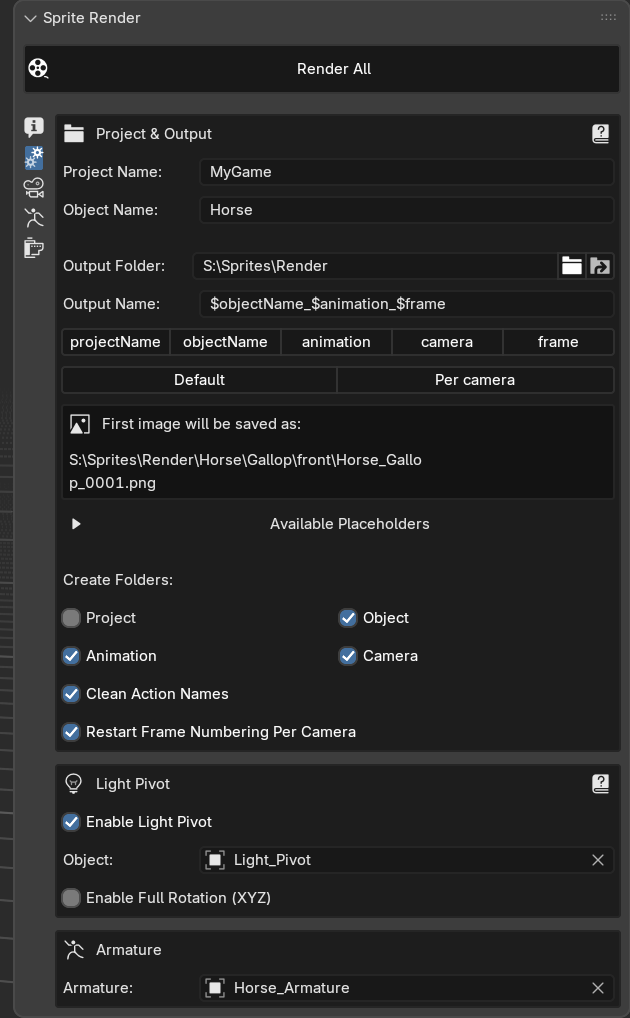 Sprite Render
Render All
Project & Output
Project Name: MyGame
Object Name: Horse
Output Folder: S:\Sprites\Render
Output Name: $objectName_$animation_$frame
projectName objectName animation camera frame
Default Per camera
First image will be saved as:
S:\Sprites\Render\Horse\Gallop\front\Horse_Gallo
p_0001.png
Available Placeholders
Create Folders:
Project Object
Animation Camera
Clean Action Names
Restart Frame Numbering Per Camera
Light Pivot
Enable Light Pivot
Object: Light_Pivot
Enable Full Rotation (XYZ)
Armature
Armature: Horse_Armature